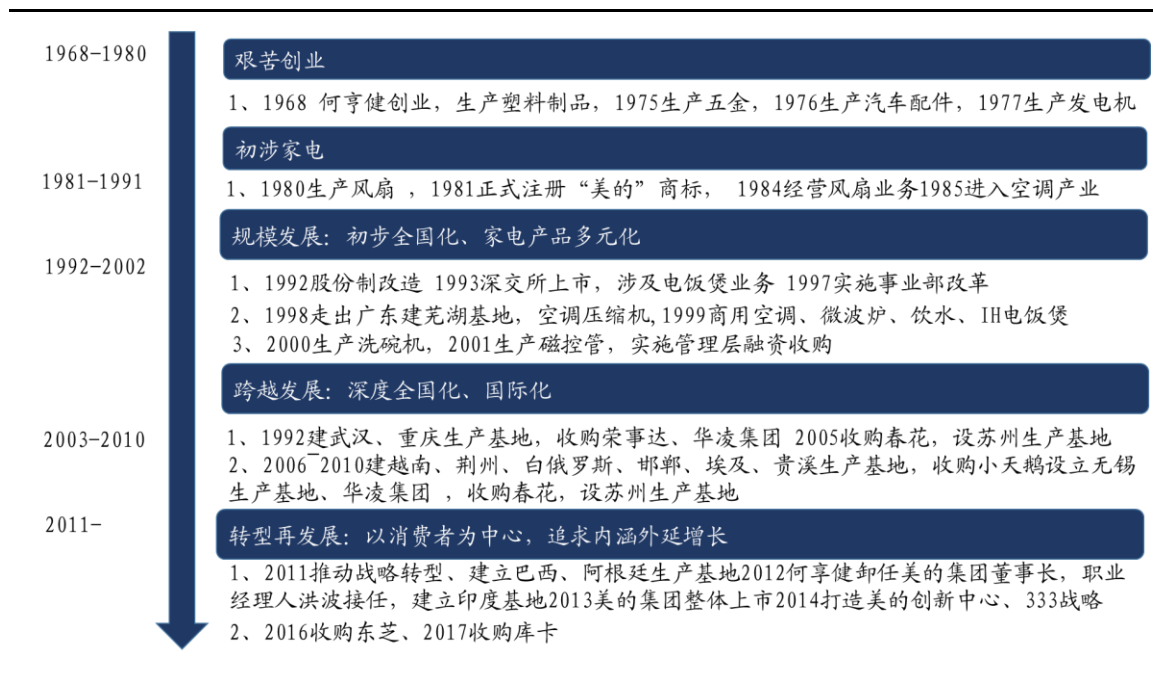 1968-1980
艰苦创业
1、1968 何亨健创业，生产塑料制品，1975生产五金，1976生产汽车配件，1977生产发电机
初涉家电
1981-1991
1、1980生产风扇 ，1981正式注册“美的”商标， 1984经营风扇业务1985进入空调产业
规模发展：初步全国化、家电产品多元化
1992-2002
1、1992股份制改造 1993深交所上市，涉及电饭煲业务 1997实施事业部改革
2、1998走出广东建芜湖基地，空调压缩机,1999商用空调、微波炉、饮水、IH电饭煲
3、2000生产洗碗机，2001生产磁控管，实施管理层融资收购
跨越发展：深度全国化、国际化
2003-2010
1、1992建武汉、重庆生产基地，收购荣事达、华凌集团 2005收购春花，设苏州生产基地
2、2006‾2010建越南、荆州、白俄罗斯、邯郸、埃及、贵溪生产基地，收购小天鹅设立无锡
生产基地、华凌集团 ，收购春花，设苏州生产基地
2011-
转型再发展：以消费者为中心，追求内涵外延增长
1、2011推动战略转型、建立巴西、阿根廷生产基地2012何享健卸任美的集团董事长，职业
经理人洪波接任，建立印度基地2013美的集团整体上市2014打造美的创新中心、333战略
2、2016收购东芝、2017收购库卡